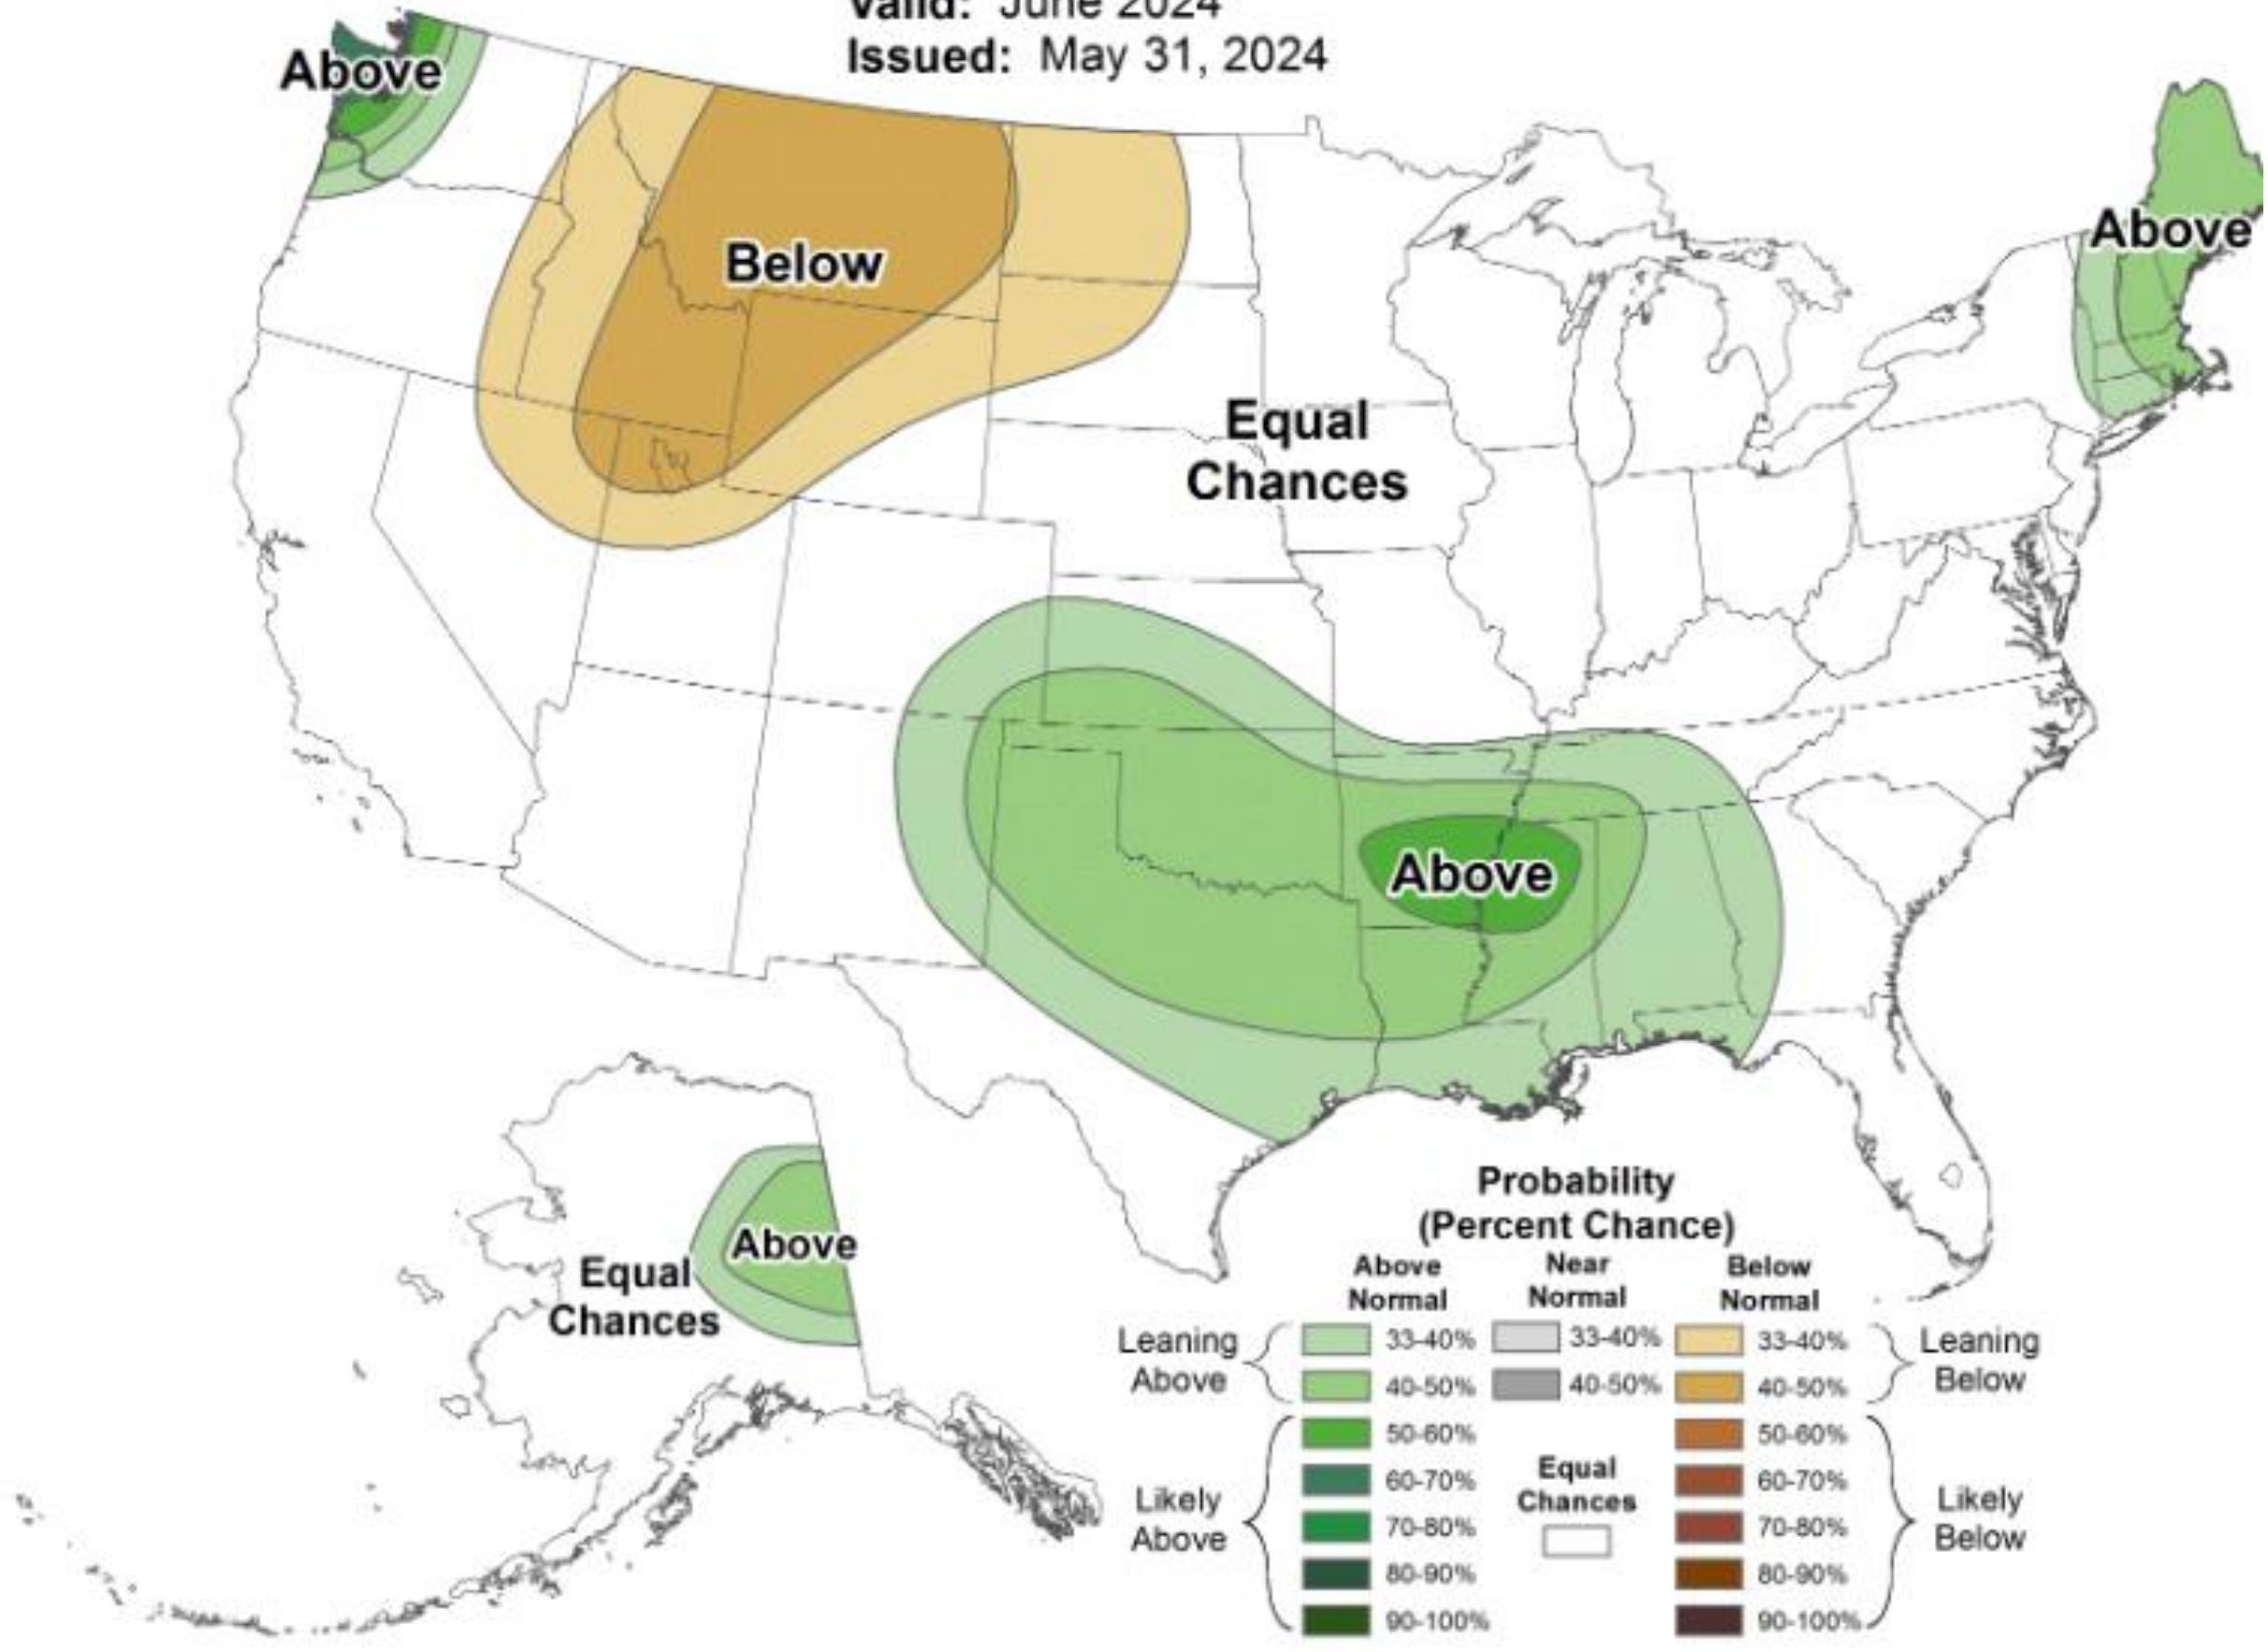 Valid: June 2024
Issued: May 31, 2024
Above
Below
Above
Equal
Chances
Above
Above
Equal
Chances
Probability
(Percent Chance)
Above
Normal
Near
Normal
Below
Normal
Leaning
Above
33-40%
33-40%
33-40%
Leaning
Below
40-50%
40-50%
40-50%
Likely
Above
50-60%
50-60%
60-70%
Equal
Chances
60-70%
Likely
Below
70-80%
70-80%
80-90%
80-90%
90-100%
90-100%